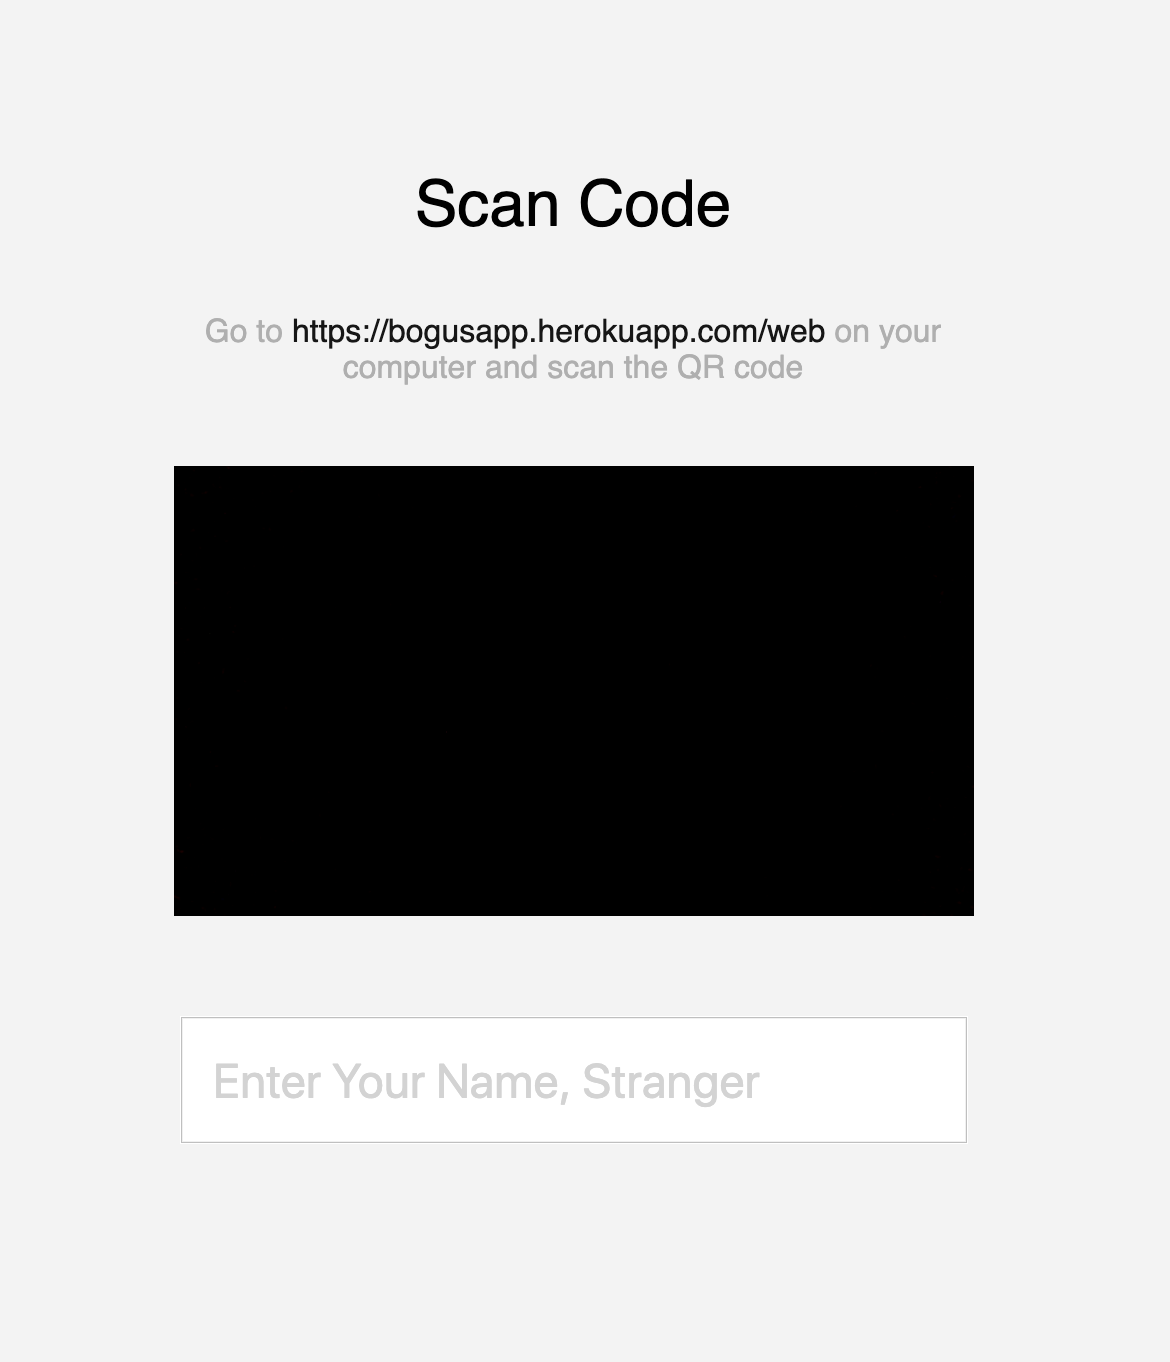 Scan Code
Go to https://bogusapp.herokuapp.com/web on your
computer and scan the QR code
Enter Your Name, Stranger